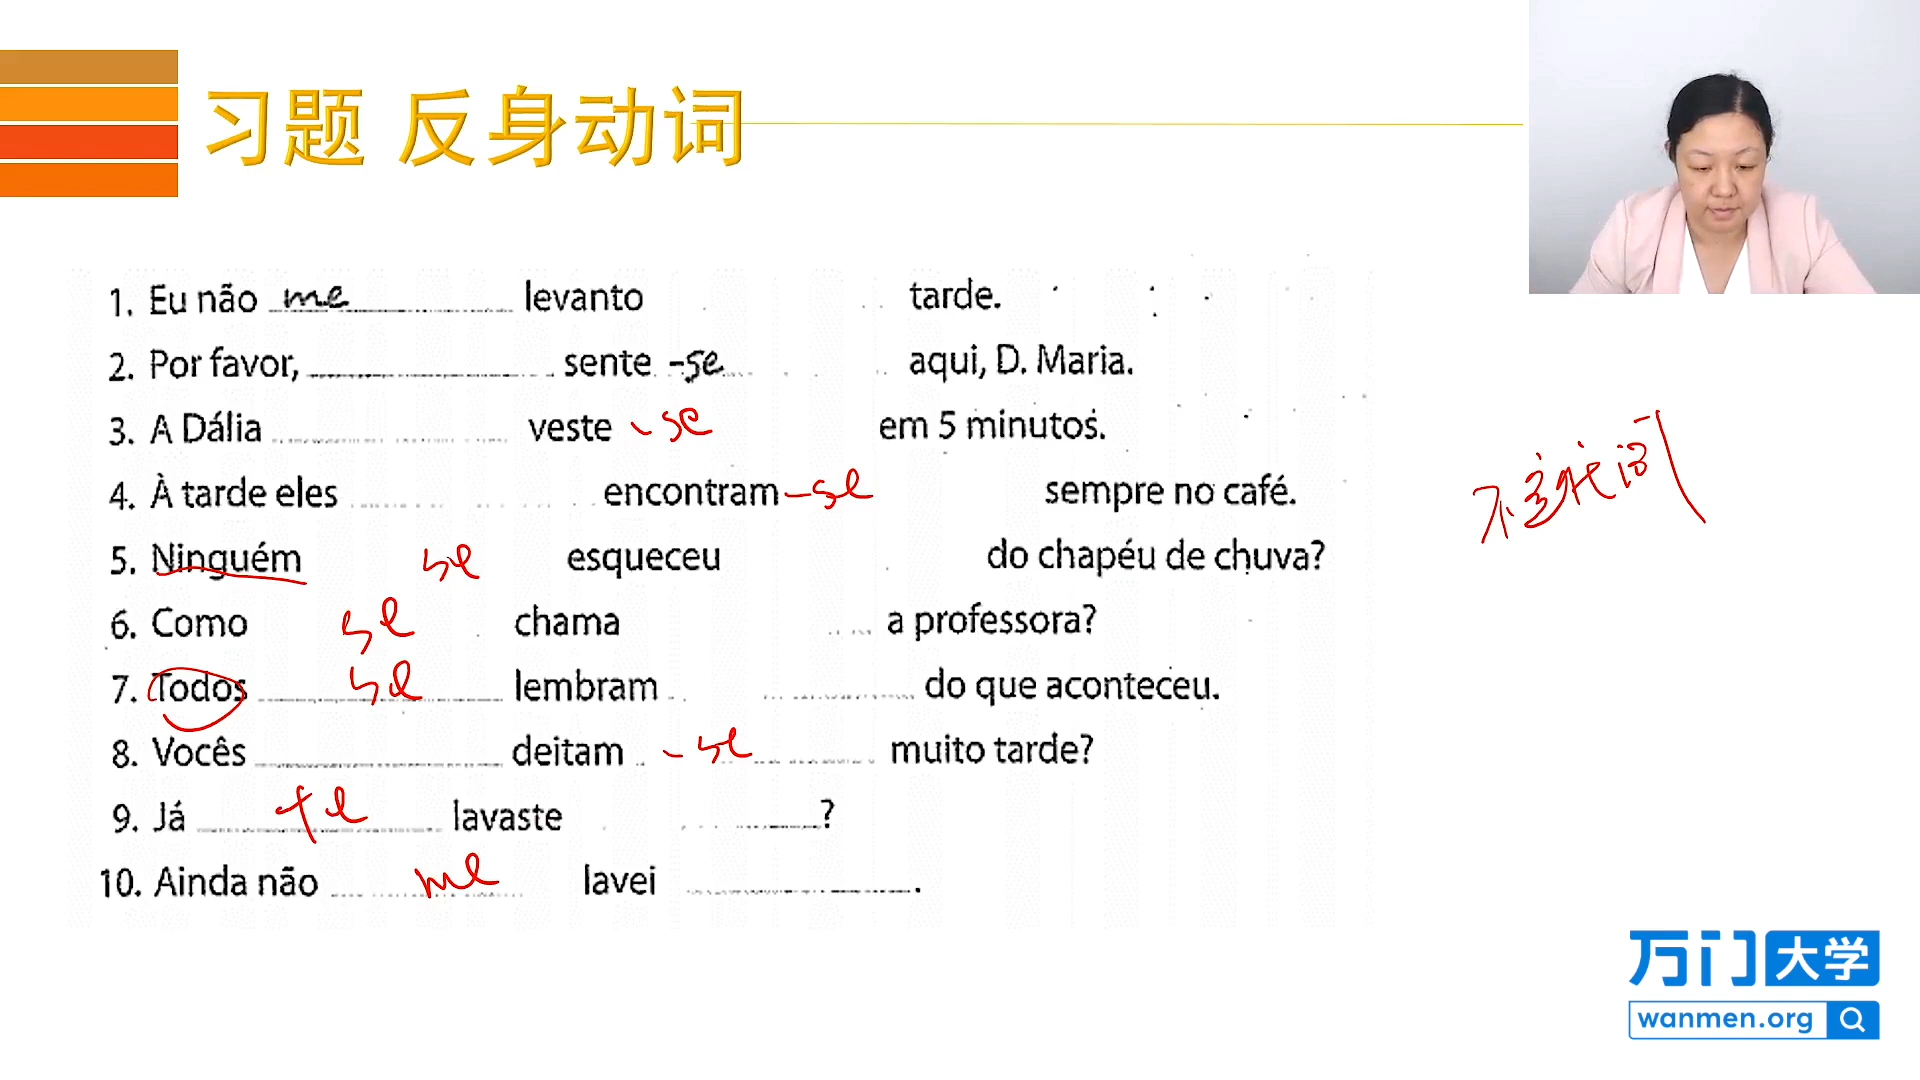 习题 反身动词
1. Eu não me levanto tarde.
2. Por favor, sente -se aqui, D. Maria.
3. A Dália veste -se em 5 minutos.
4. À tarde eles encontram -se sempre no café.
5. Ninguém se esqueceu do chapéu de chuva?
6. Como se chama a professora?
7. Todos se lembram do que aconteceu.
8. Vocês deitam -se muito tarde?
9. Já te lavaste ?
10. Ainda não me lavei .
不定代词
万门大学
wanmen.org